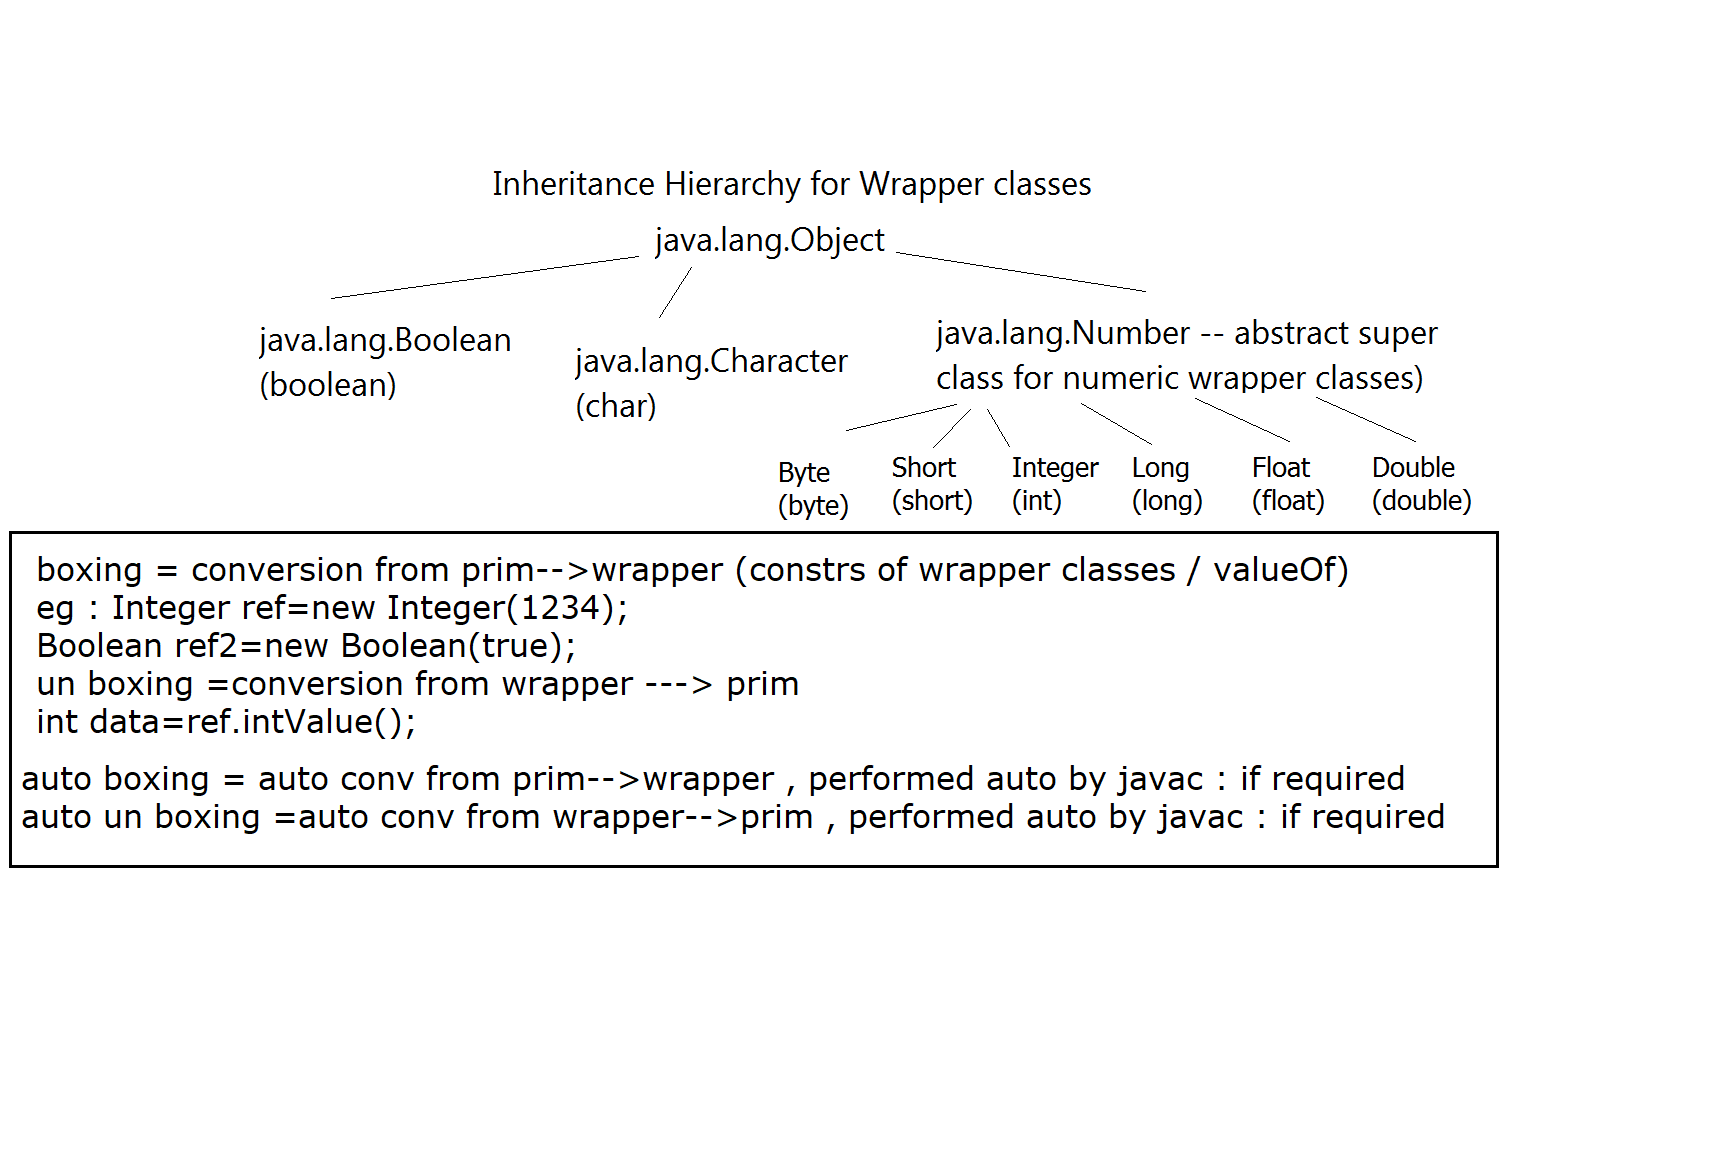 Inheritance Hierarchy for Wrapper classes
java.lang.Object
java.lang.Boolean
(boolean)
java.lang.Character
(char)
java.lang.Number -- abstract super
class for numeric wrapper classes)
Byte
(byte)
Short
(short)
Integer
(int)
Long
(long)
Float
(float)
Double
(double)
boxing = conversion from prim-->wrapper (constrs of wrapper classes / valueOf)
eg : Integer ref=new Integer(1234);
Boolean ref2=new Boolean(true);
un boxing =conversion from wrapper ---> prim
int data=ref.intValue();
auto boxing = auto conv from prim-->wrapper , performed auto by javac : if required
auto un boxing =auto conv from wrapper-->prim , performed auto by javac : if required